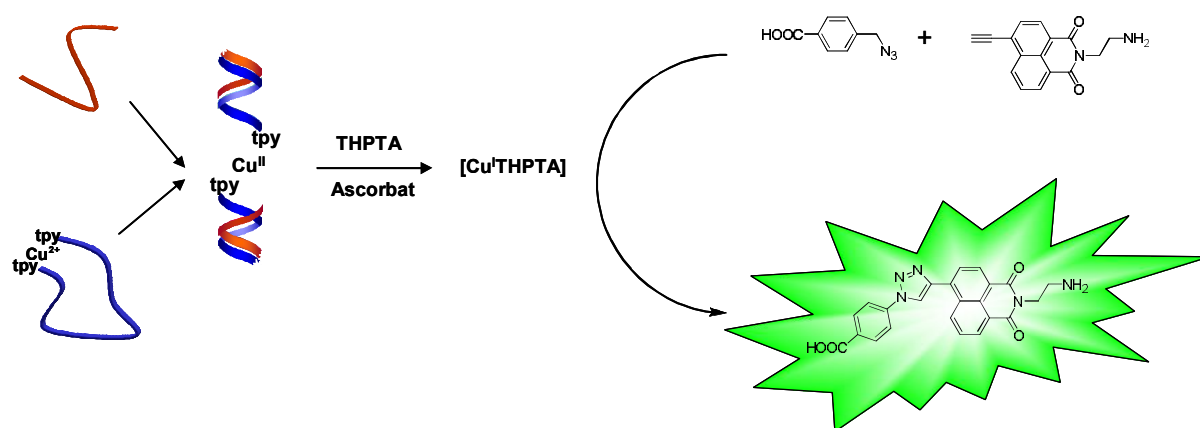 tpy
Cu²⁺
tpy
tpy
Cuᴵᴵ
tpy
THPTA
Ascorbat
[CuᴵTHPTA]
HOOC
N₃
+
O
N
O
NH₂
N
N
N
HOOC
O
N
O
NH₂